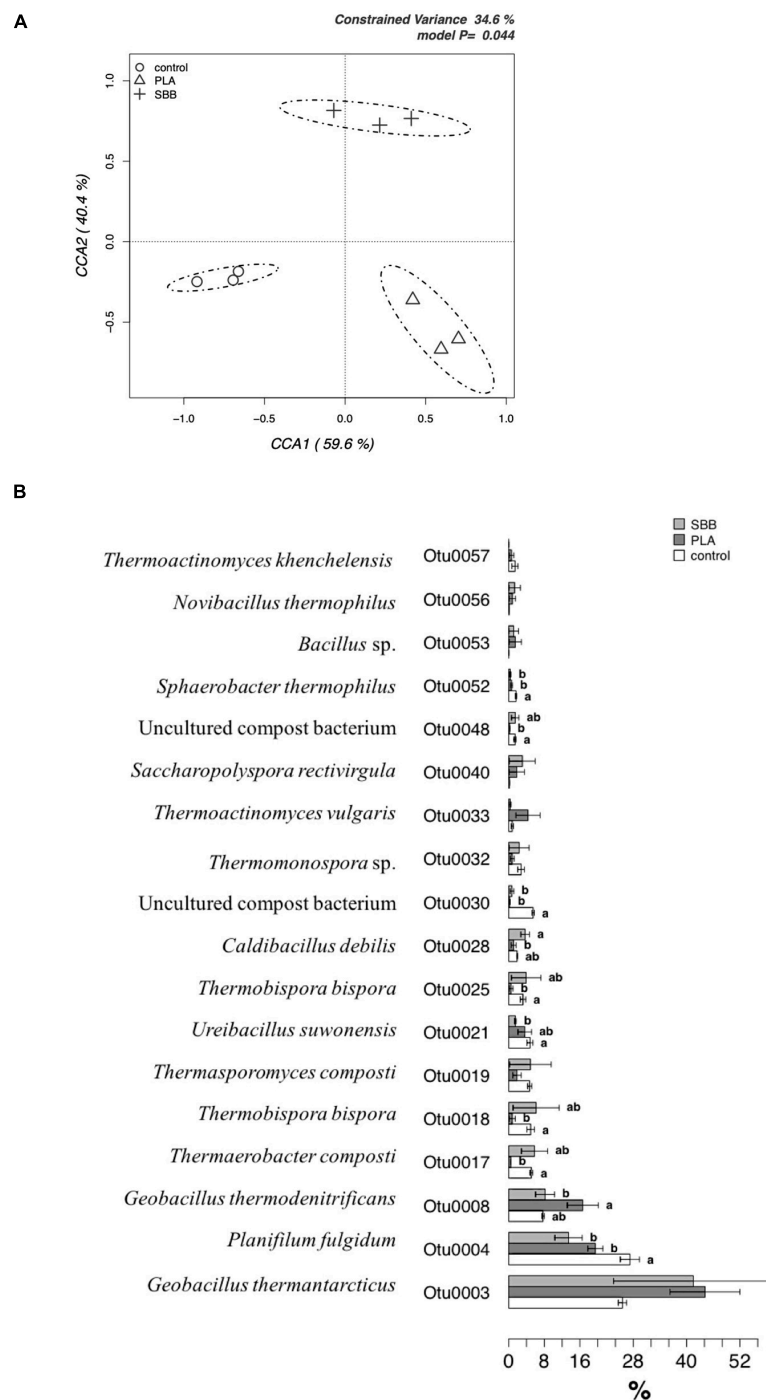 A
Constrained Variance 34.6 %
model P= 0.044
control
PLA
SBB
1.0
0.5
0.0
−0.5
CCA2 ( 40.4 %)
−1.0 −0.5 0.0 0.5 1.0
CCA1 ( 59.6 %)
B
SBB
PLA
control
Thermoactinomyces khenchelensis Otu0057
Novibacillus thermophilus Otu0056
Bacillus sp. Otu0053
Sphaerobacter thermophilus Otu0052
b
b
a
Uncultured compost bacterium Otu0048
ab
b
a
Saccharopolyspora rectivirgula Otu0040
Thermoactinomyces vulgaris Otu0033
Thermomonospora sp. Otu0032
Uncultured compost bacterium Otu0030
b
b
a
Caldibacillus debilis Otu0028
a
b
ab
Thermobispora bispora Otu0025
ab
b
a
Ureibacillus suwonensis Otu0021
b
ab
a
Thermasporomyces composti Otu0019
Thermobispora bispora Otu0018
ab
b
a
Thermaerobacter composti Otu0017
ab
b
a
Geobacillus thermodenitrificans Otu0008
b
a
ab
Planifilum fulgidum Otu0004
b
b
a
Geobacillus thermantarcticus Otu0003
0 8 16 28 40 52
%